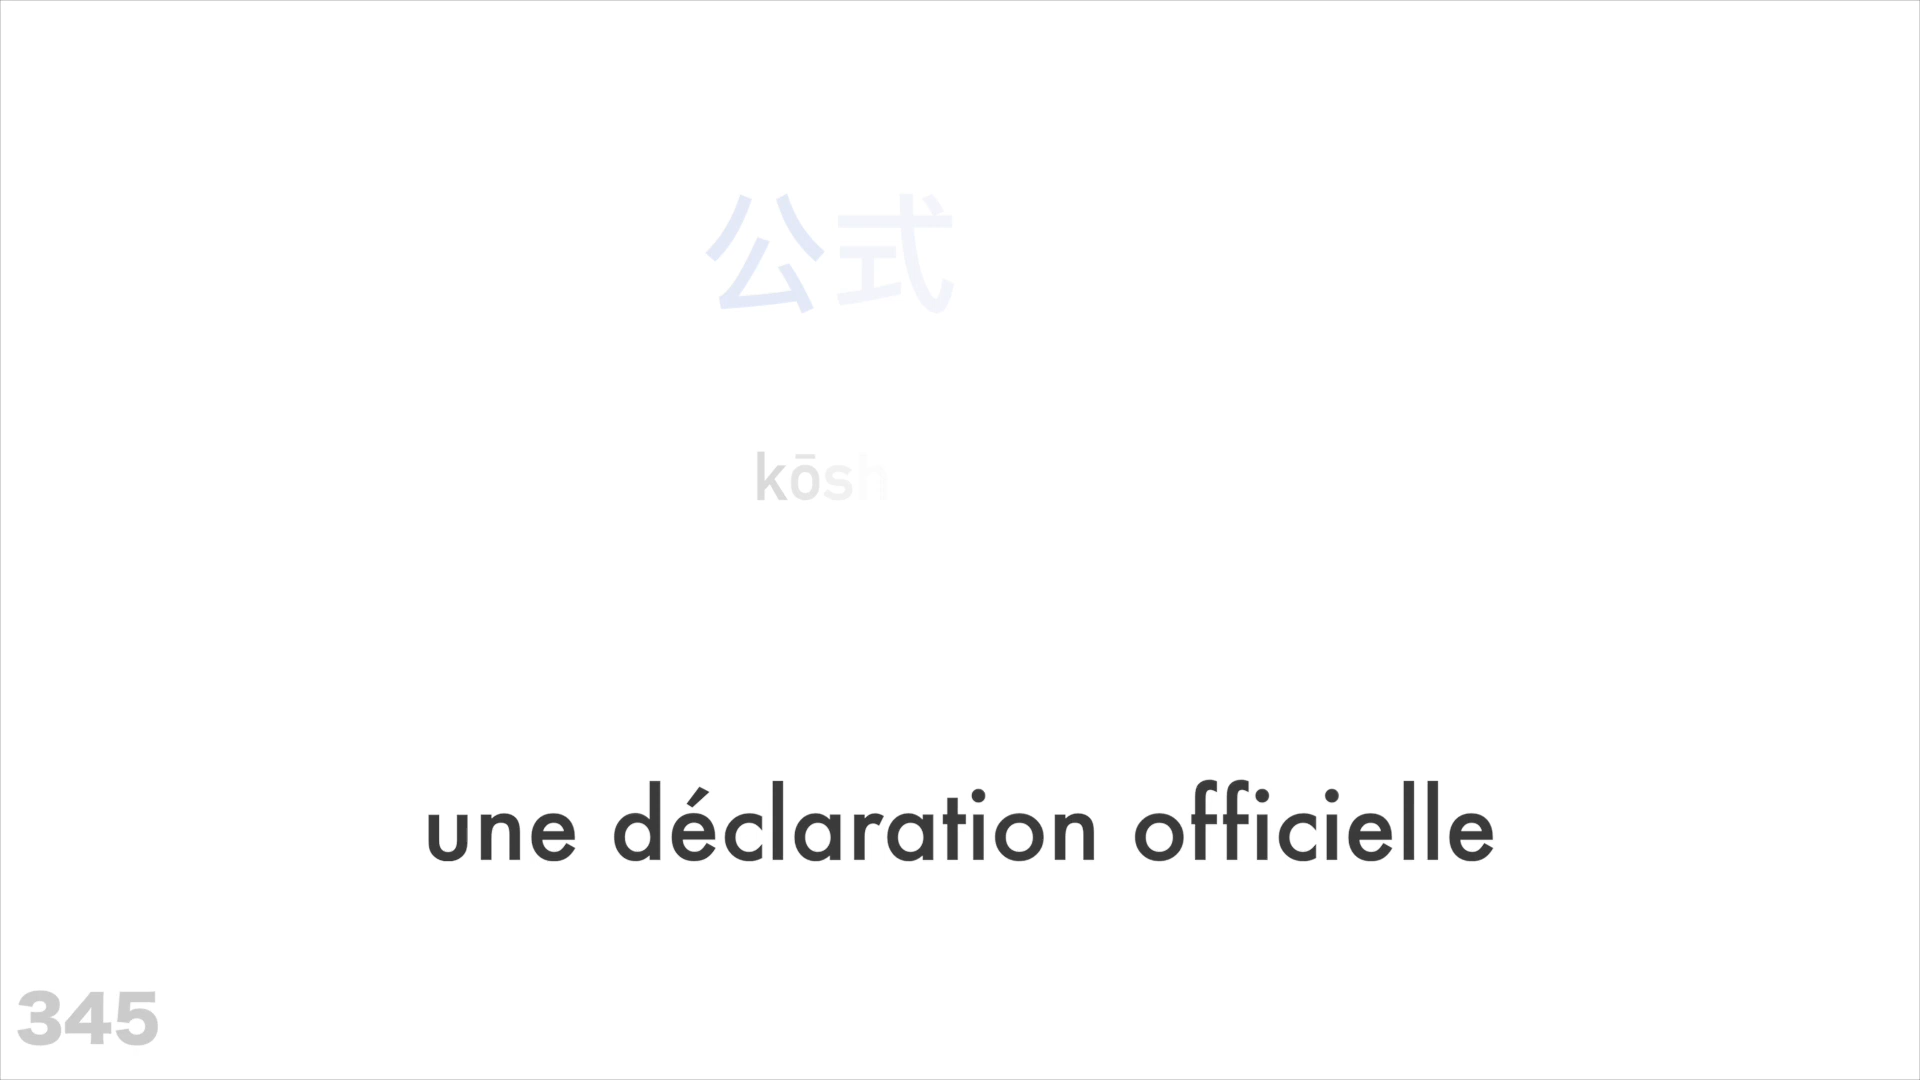 公式
kōsh
une déclaration officielle
345